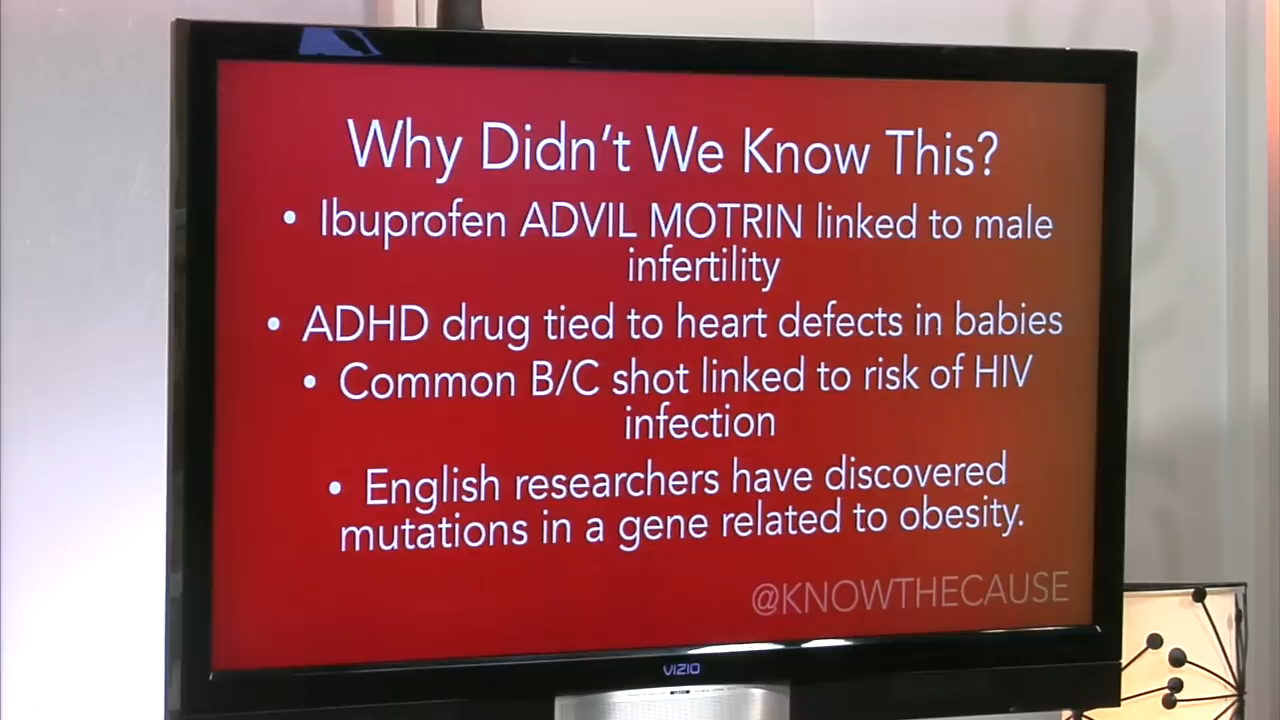 Why Didn't We Know This?
• Ibuprofen ADVIL MOTRIN linked to male
infertility
• ADHD drug tied to heart defects in babies
• Common B/C shot linked to risk of HIV
infection
• English researchers have discovered
mutations in a gene related to obesity.
@KNOWTHECAUSE
VIZIO